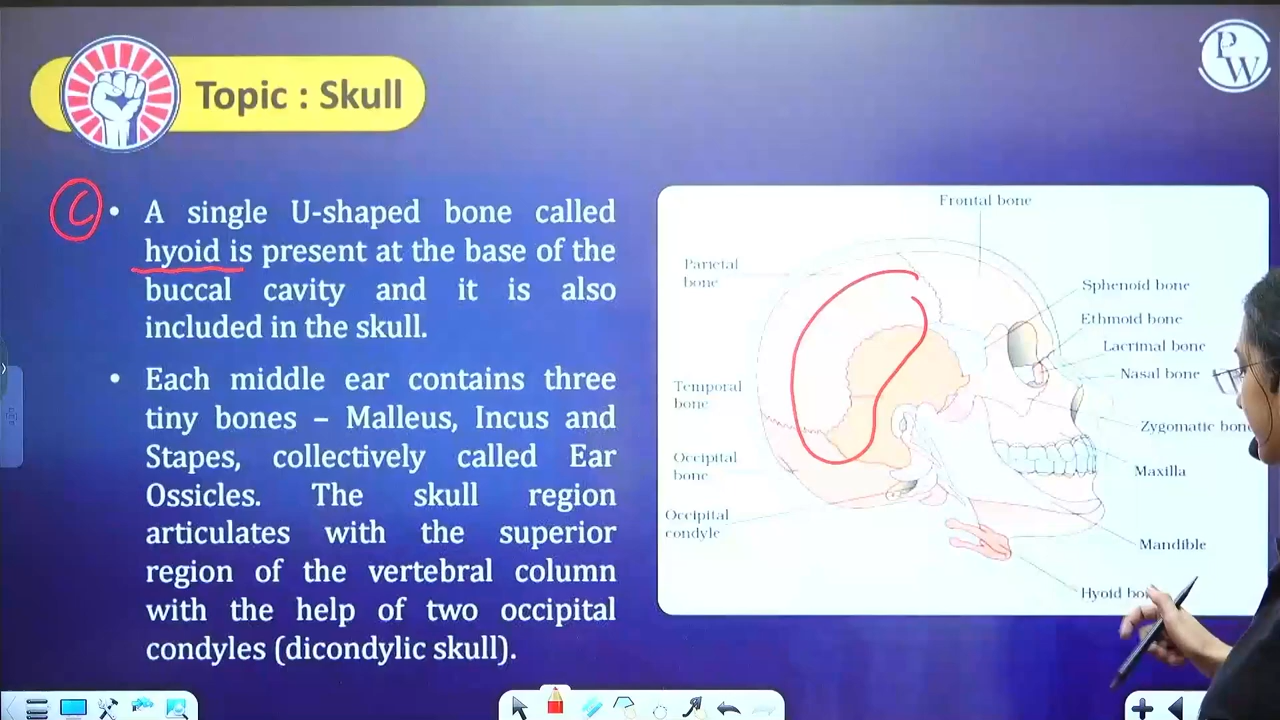 PW
Topic : Skull
C
• A single U-shaped bone called
hyoid is present at the base of the
buccal cavity and it is also
included in the skull.
• Each middle ear contains three
tiny bones – Malleus, Incus and
Stapes, collectively called Ear
Ossicles. The skull region
articulates with the superior
region of the vertebral column
with the help of two occipital
condyles (dicondylic skull).
Frontal bone
Parietal
bone
Sphenoid bone
Ethmoid bone
Lacrimal bone
Nasal bone
Temporal
bone
Zygomatic bone
Occipital
bone
Maxilla
Occipital
condyle
Mandible
Hyoid